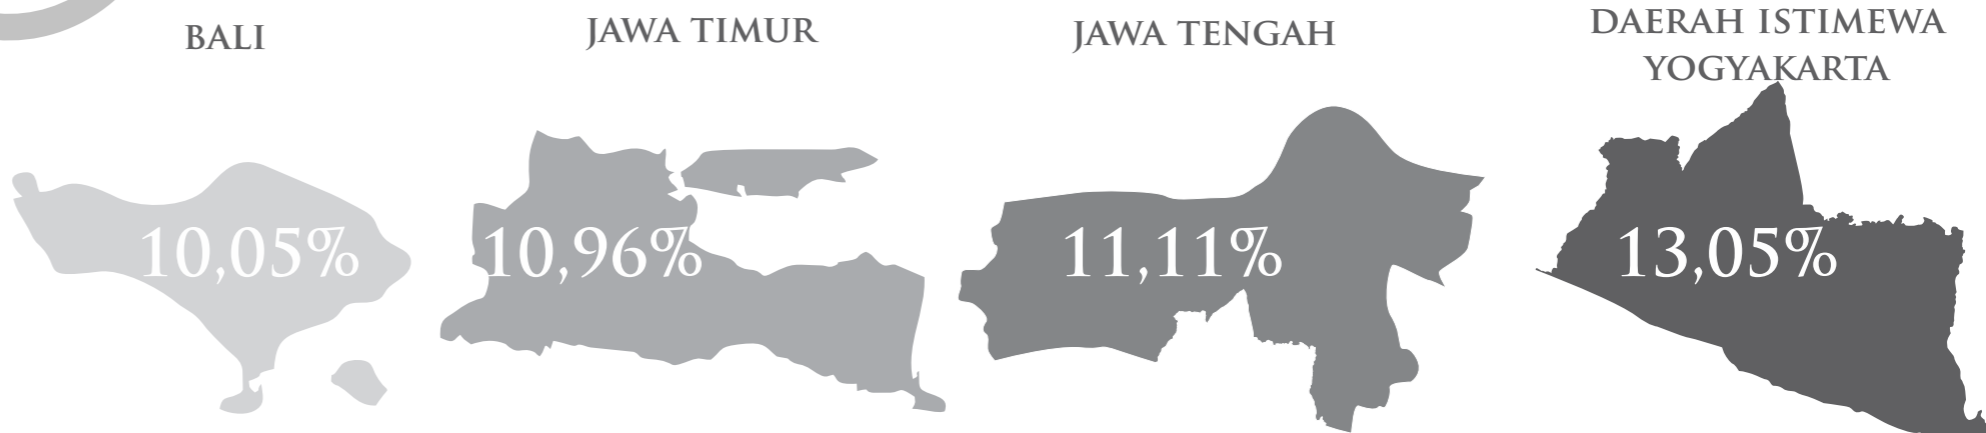 BALI
10,05%
JAWA TIMUR
10,96%
JAWA TENGAH
11,11%
DAERAH ISTIMEWA
YOGYAKARTA
13,05%